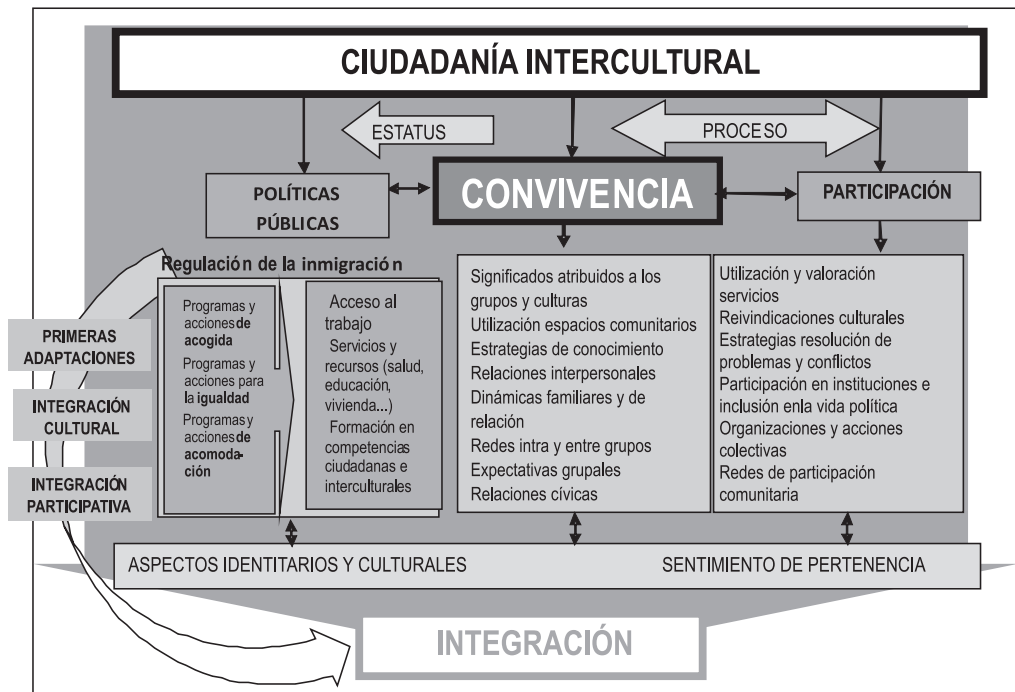 CIUDADANÍA INTERCULTURAL
ESTATUS
PROCESO
POLÍTICAS
PÚBLICAS
CONVIVENCIA
PARTICIPACIÓN
Regulación de la inmigración
Programas y
acciones de
acogida
Programas y
acciones para
la igualdad
Programas y
acciones de
acomoda-
ción
Acceso al
trabajo
Servicios y
recursos (salud,
educación,
vivienda...)
Formación en
competencias
ciudadanas e
interculturales
Significados atribuidos a los
grupos y culturas
Utilización espacios comunitarios
Estrategias de conocimiento
Relaciones interpersonales
Dinámicas familiares y de
relación
Redes intra y entre grupos
Expectativas grupales
Relaciones cívicas
Utilización y valoración
servicios
Reivindicaciones culturales
Estrategias resolución de
problemas y conflictos
Participación en instituciones e
inclusión enla vida política
Organizaciones y acciones
colectivas
Redes de participación
comunitaria
PRIMERAS
ADAPTACIONES
INTEGRACIÓN
CULTURAL
INTEGRACIÓN
PARTICIPATIVA
ASPECTOS IDENTITARIOS Y CULTURALES
SENTIMIENTO DE PERTENENCIA
INTEGRACIÓN